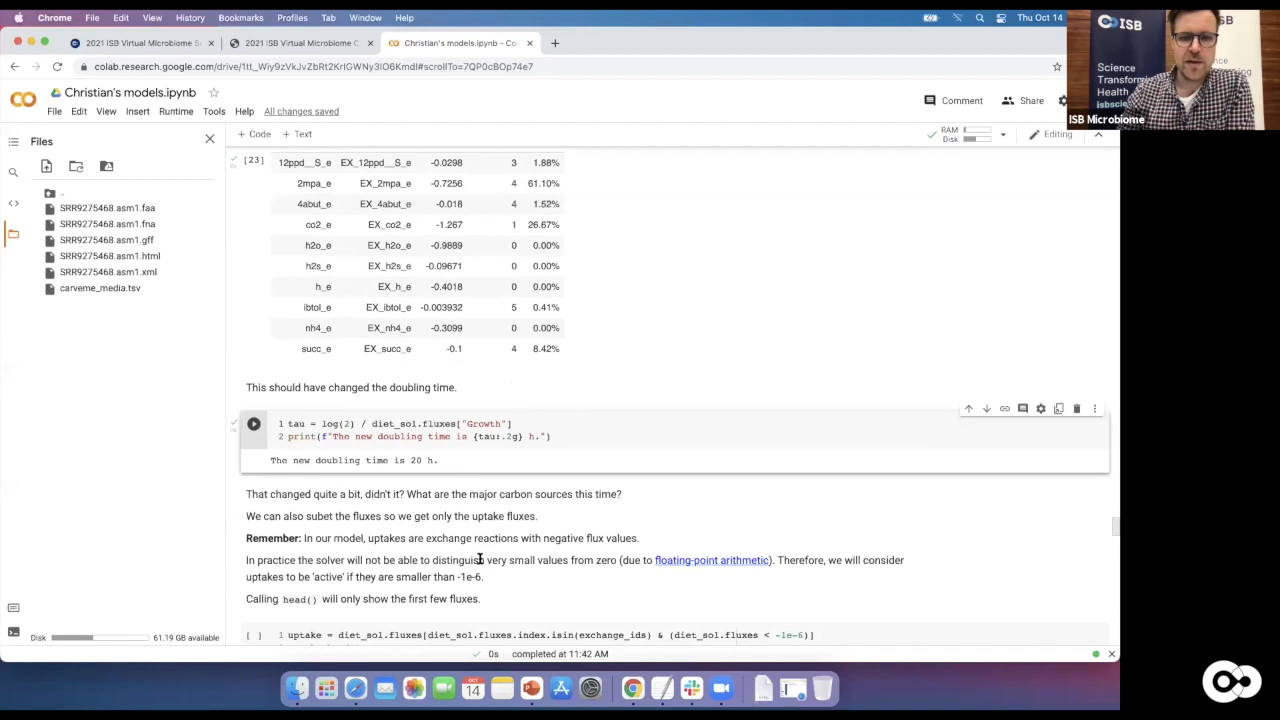 Chrome File Edit View History Bookmarks Profiles Tab Window Help Thu Oct 14
2021 ISB Virtual Microbiome S
2021 ISB Virtual Microbiome C
Christian's models.ipynb - Co
colab.research.google.com/drive/1tt_Wiy9zVkJvZbRt2KrIGWNy3iO6KmdI#scrollTo=7QP0cBOp74e7
Christian's models.ipynb
File Edit View Insert Runtime Tools Help All changes saved
Comment
Share
ISB
Science
Transforming
Health
ISB Microbiome
Files
+ Code + Text
RAM
Disk
Editing
..
SRR9275468.asm1.faa
SRR9275468.asm1.fna
SRR9275468.asm1.gff
SRR9275468.asm1.html
SRR9275468.asm1.xml
carveme_media.tsv
[23]
12ppd__S_e EX_12ppd__S_e -0.0298 3 1.88%
2mpa_e EX_2mpa_e -0.7256 4 61.10%
4abut_e EX_4abut_e -0.018 4 1.52%
co2_e EX_co2_e -1.267 1 26.67%
h2o_e EX_h2o_e -0.9889 0 0.00%
h2s_e EX_h2s_e -0.09671 0 0.00%
h_e EX_h_e -0.4018 0 0.00%
ibtol_e EX_ibtol_e -0.003932 5 0.41%
nh4_e EX_nh4_e -0.3099 0 0.00%
succ_e EX_succ_e -0.1 4 8.42%
This should have changed the doubling time.
1 tau = log(2) / diet_sol.fluxes["Growth"]
2 print(f"The new doubling time is {tau:.2g} h.")
The new doubling time is 20 h.
That changed quite a bit, didn't it? What are the major carbon sources this time?
We can also subet the fluxes so we get only the uptake fluxes.
Remember: In our model, uptakes are exchange reactions with negative flux values.
In practice the solver will not be able to distinguish very small values from zero (due to floating-point arithmetic). Therefore, we will consider
uptakes to be 'active' if they are smaller than -1e-6.
Calling head() will only show the first few fluxes.
[ ] 1 uptake = diet_sol.fluxes[diet_sol.fluxes.index.isin(exchange_ids) & (diet_sol.fluxes < -1e-6)]
Disk 61.19 GB available
0s completed at 11:42 AM
OCT
14